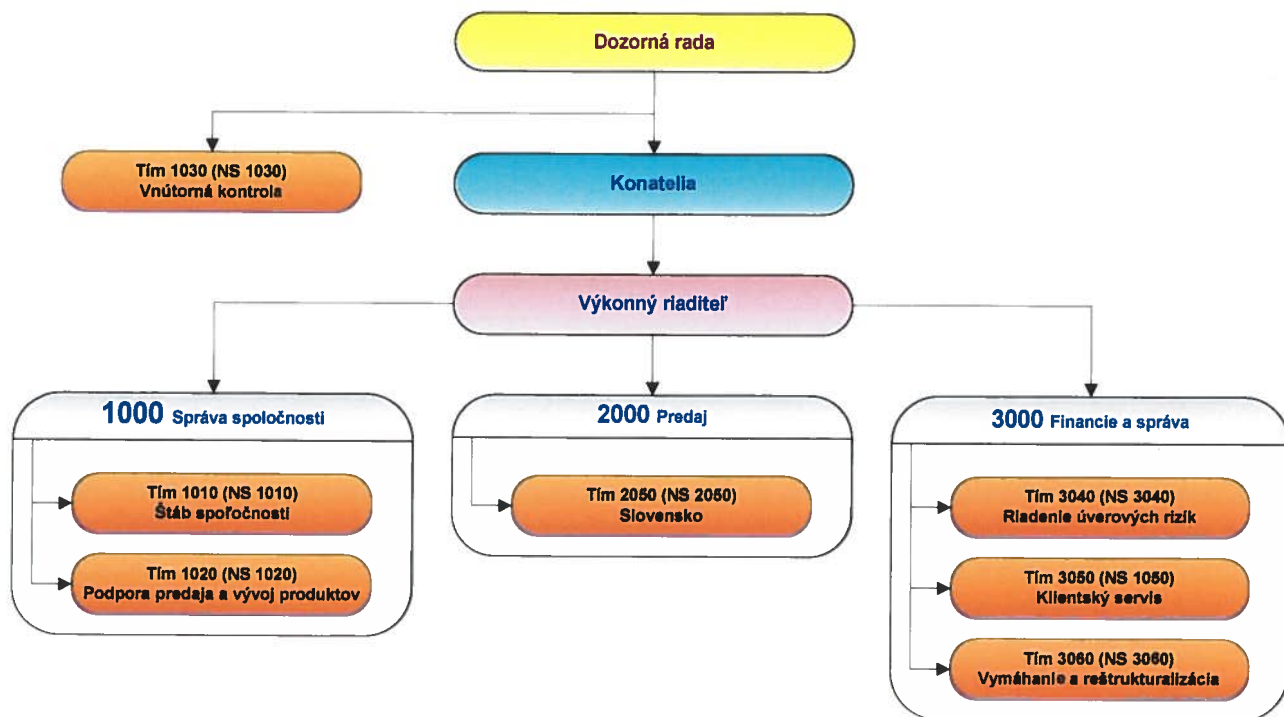 Dozorná rada
Tím 1030 (NS 1030)
Vnútorná kontrola
Konatelia
Výkonný riaditeľ
1000 Správa spoločnosti
Tím 1010 (NS 1010)
Štáb spoľočnosti
Tím 1020 (NS 1020)
Podpora predaja a vývoj produktov
2000 Predaj
Tím 2050 (NS 2050)
Slovensko
3000 Financie a správa
Tím 3040 (NS 3040)
Riadenie úverových rizík
Tím 3050 (NS 1050)
Klientský servis
Tím 3060 (NS 3060)
Vymáhanie a reštrukturalizácia